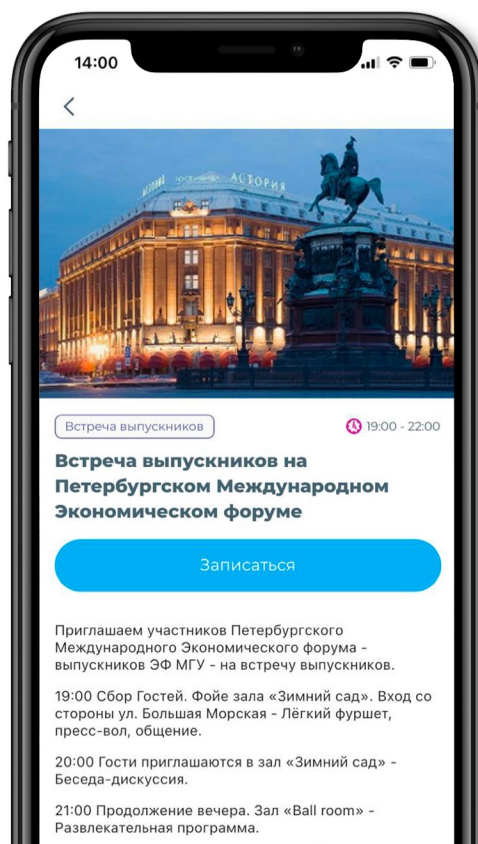 14:00
ГОСТИНИЦА АСТОРИЯ
Встреча выпускников
19:00 - 22:00
Встреча выпускников на
Петербургском Международном
Экономическом форуме
Записаться
Приглашаем участников Петербургского
Международного Экономического форума -
выпускников ЭФ МГУ - на встречу выпускников.
19:00 Сбор Гостей. Фойе зала «Зимний сад». Вход со
стороны ул. Большая Морская - Лёгкий фуршет,
пресс-вол, общение.
20:00 Гости приглашаются в зал «Зимний сад» -
Беседа-дискуссия.
21:00 Продолжение вечера. Зал «Ball room» -
Развлекательная программа.